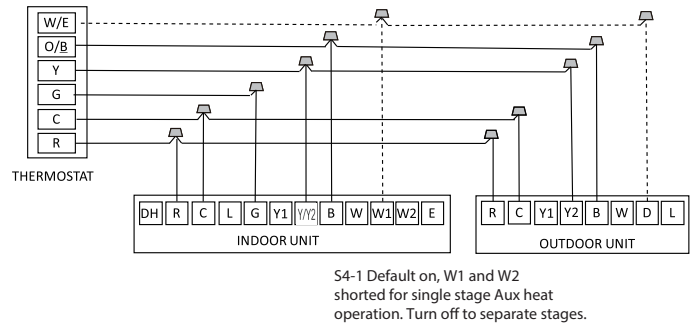 W/E
O/B
Y
G
C
R
THERMOSTAT
DH R C L G Y1 Y/Y2 B W W1 W2 E
INDOOR UNIT
R C Y1 Y2 B W D L
OUTDOOR UNIT
S4-1 Default on, W1 and W2
shorted for single stage Aux heat
operation. Turn off to separate stages.